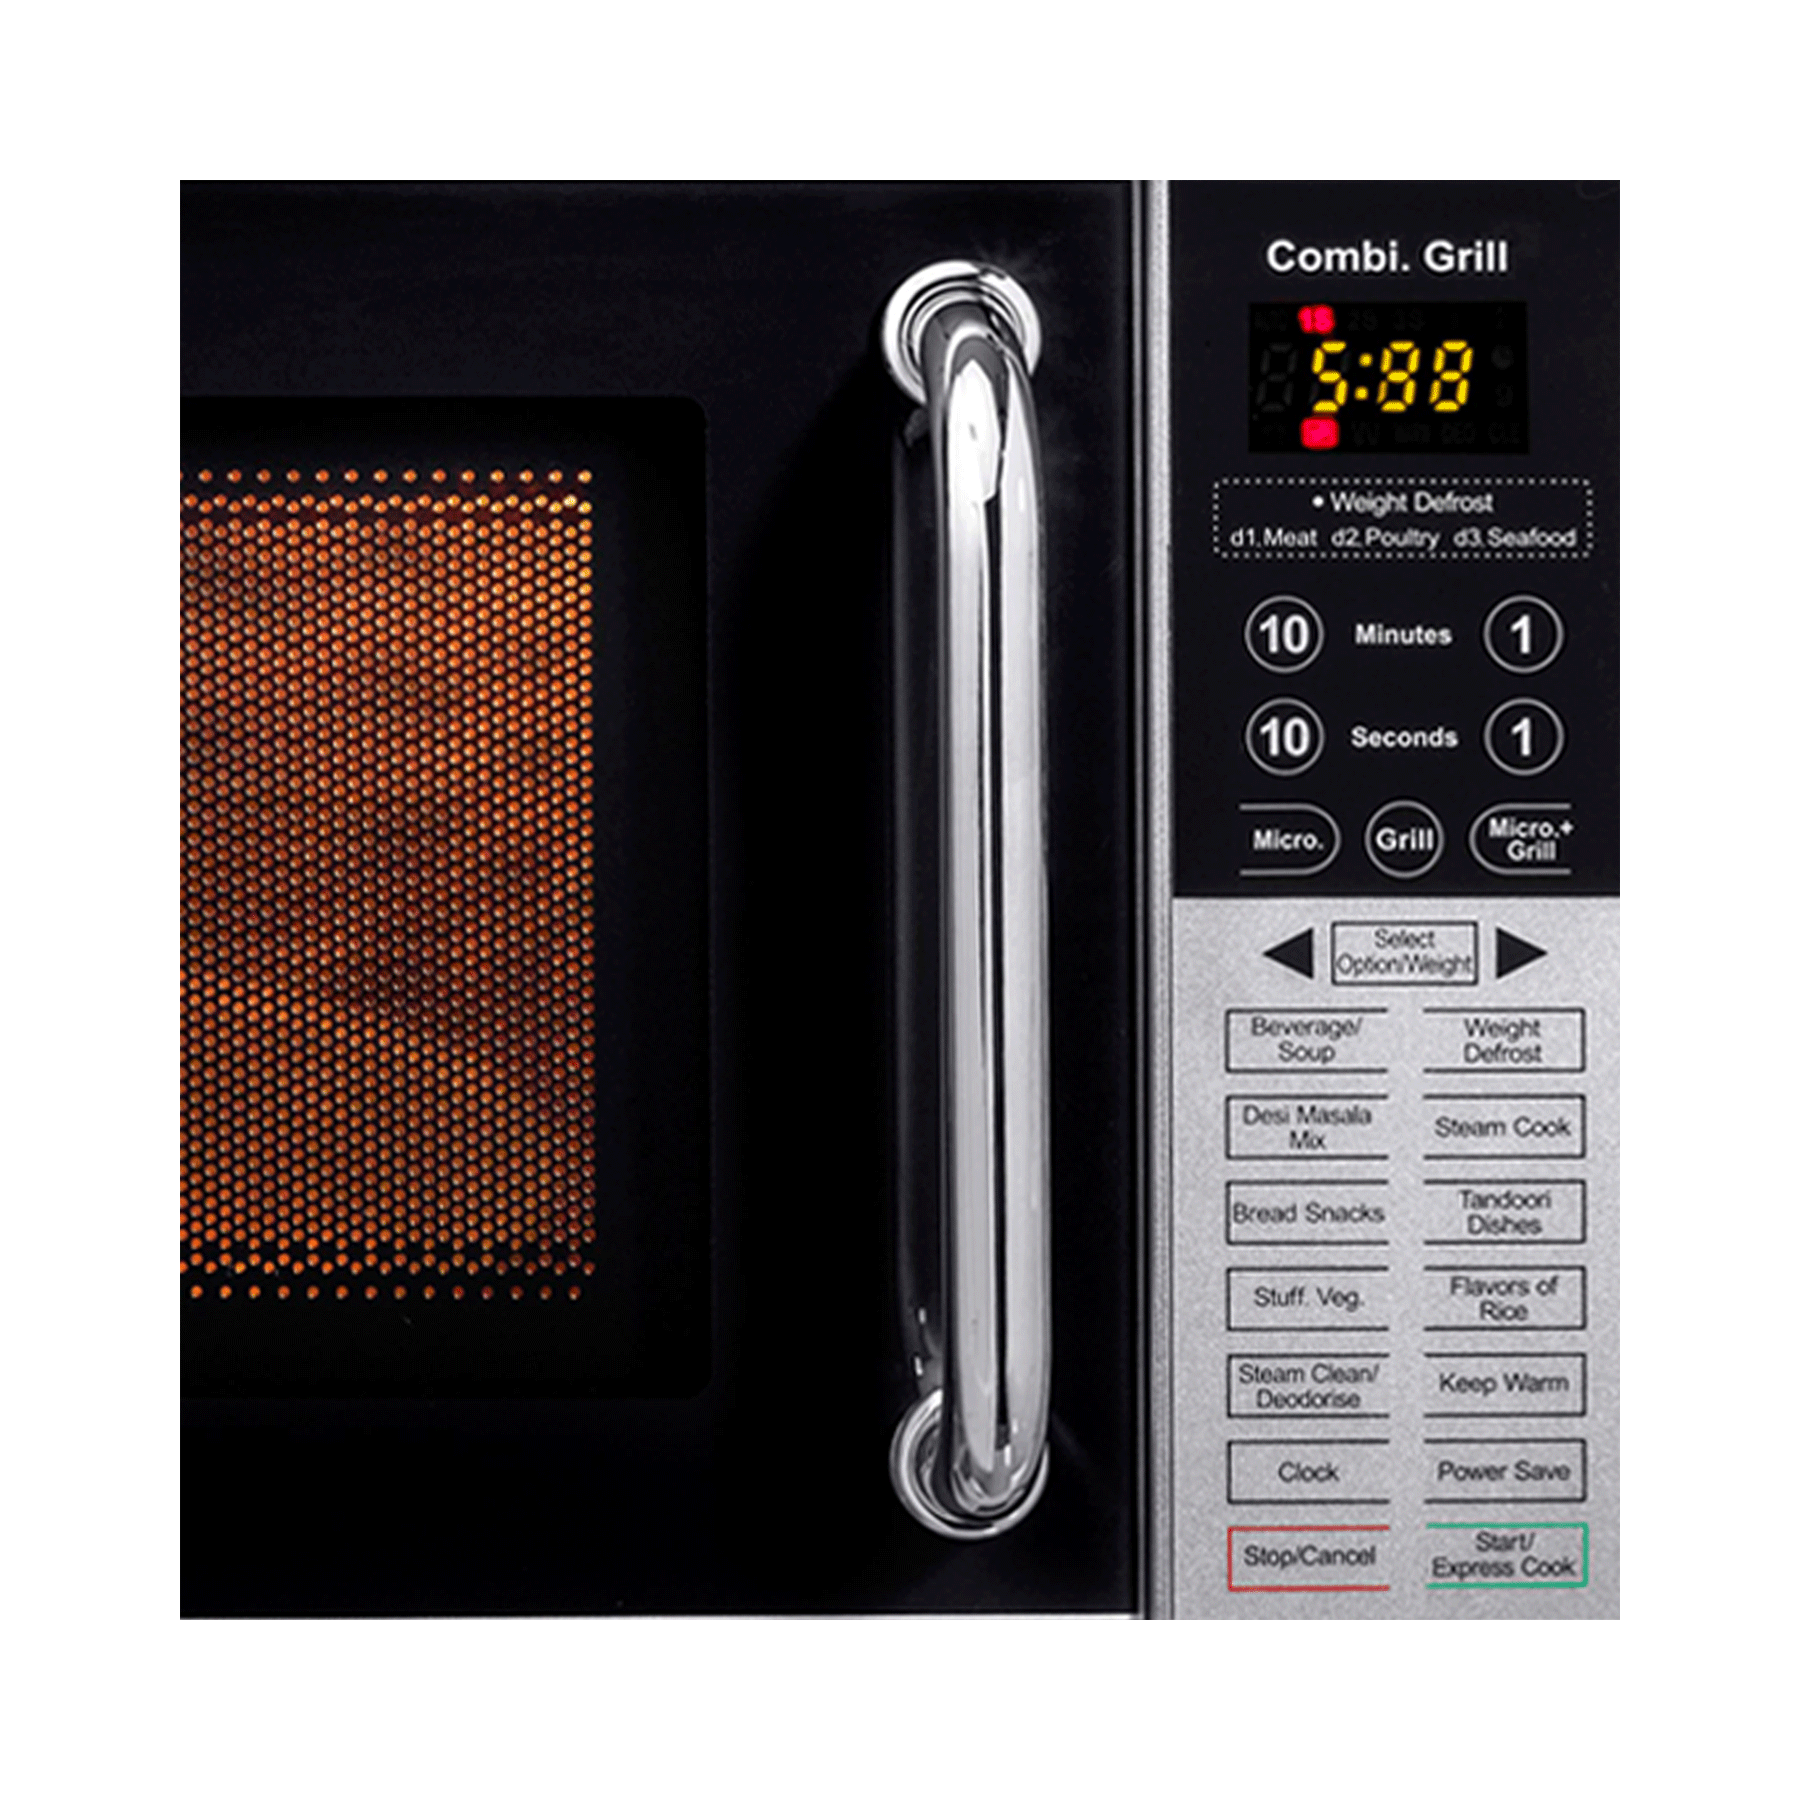 Combi. Grill
1S
5:88
• Weight Defrost
d1.Meat d2.Poultry d3.Seafood
10 Minutes 1
10 Seconds 1
Micro. Grill Micro.+
Grill
Select
Option/Weight
Beverage/
Soup
Weight
Defrost
Desi Masala
Mix
Steam Cook
Bread Snacks
Tandoori
Dishes
Stuff. Veg.
Flavors of
Rice
Steam Clean/
Deodorise
Keep Warm
Clock
Power Save
Stop/Cancel
Start/
Express Cook